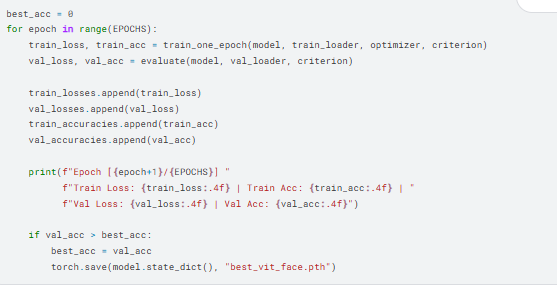 best_acc = 0
for epoch in range(EPOCHS):
    train_loss, train_acc = train_one_epoch(model, train_loader, optimizer, criterion)
    val_loss, val_acc = evaluate(model, val_loader, criterion)

    train_losses.append(train_loss)
    val_losses.append(val_loss)
    train_accuracies.append(train_acc)
    val_accuracies.append(val_acc)

    print(f"Epoch [{epoch+1}/{EPOCHS}] "
          f"Train Loss: {train_loss:.4f} | Train Acc: {train_acc:.4f} | "
          f"Val Loss: {val_loss:.4f} | Val Acc: {val_acc:.4f}")

    if val_acc > best_acc:
        best_acc = val_acc
        torch.save(model.state_dict(), "best_vit_face.pth")